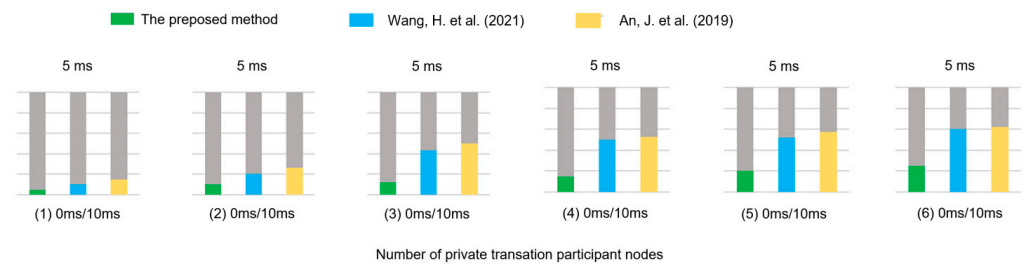 The preposed method
Wang, H. et al. (2021)
An, J. et al. (2019)
5 ms
5 ms
5 ms
5 ms
5 ms
5 ms
(1) 0ms/10ms
(2) 0ms/10ms
(3) 0ms/10ms
(4) 0ms/10ms
(5) 0ms/10ms
(6) 0ms/10ms
Number of private transation participant nodes